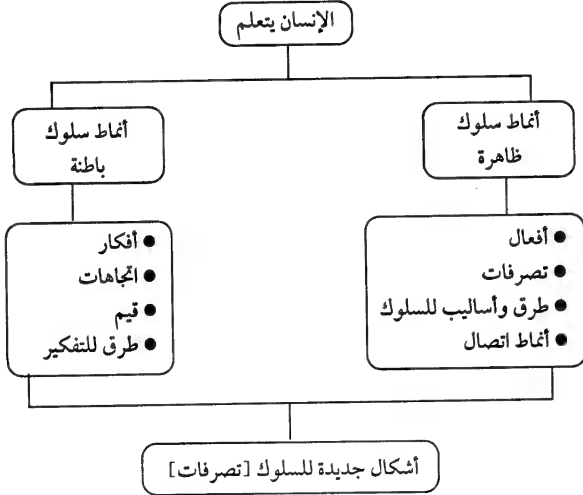 الإنسان يتعلم
أنماط سلوك
ظاهرة
أنماط سلوك
باطنة
● أفعال
● تصرفات
● طرق وأساليب للسلوك
● أنماط اتصال
● أفكار
● اتجاهات
● قيم
● طرق للتفكير
أشكال جديدة للسلوك [تصرفات]